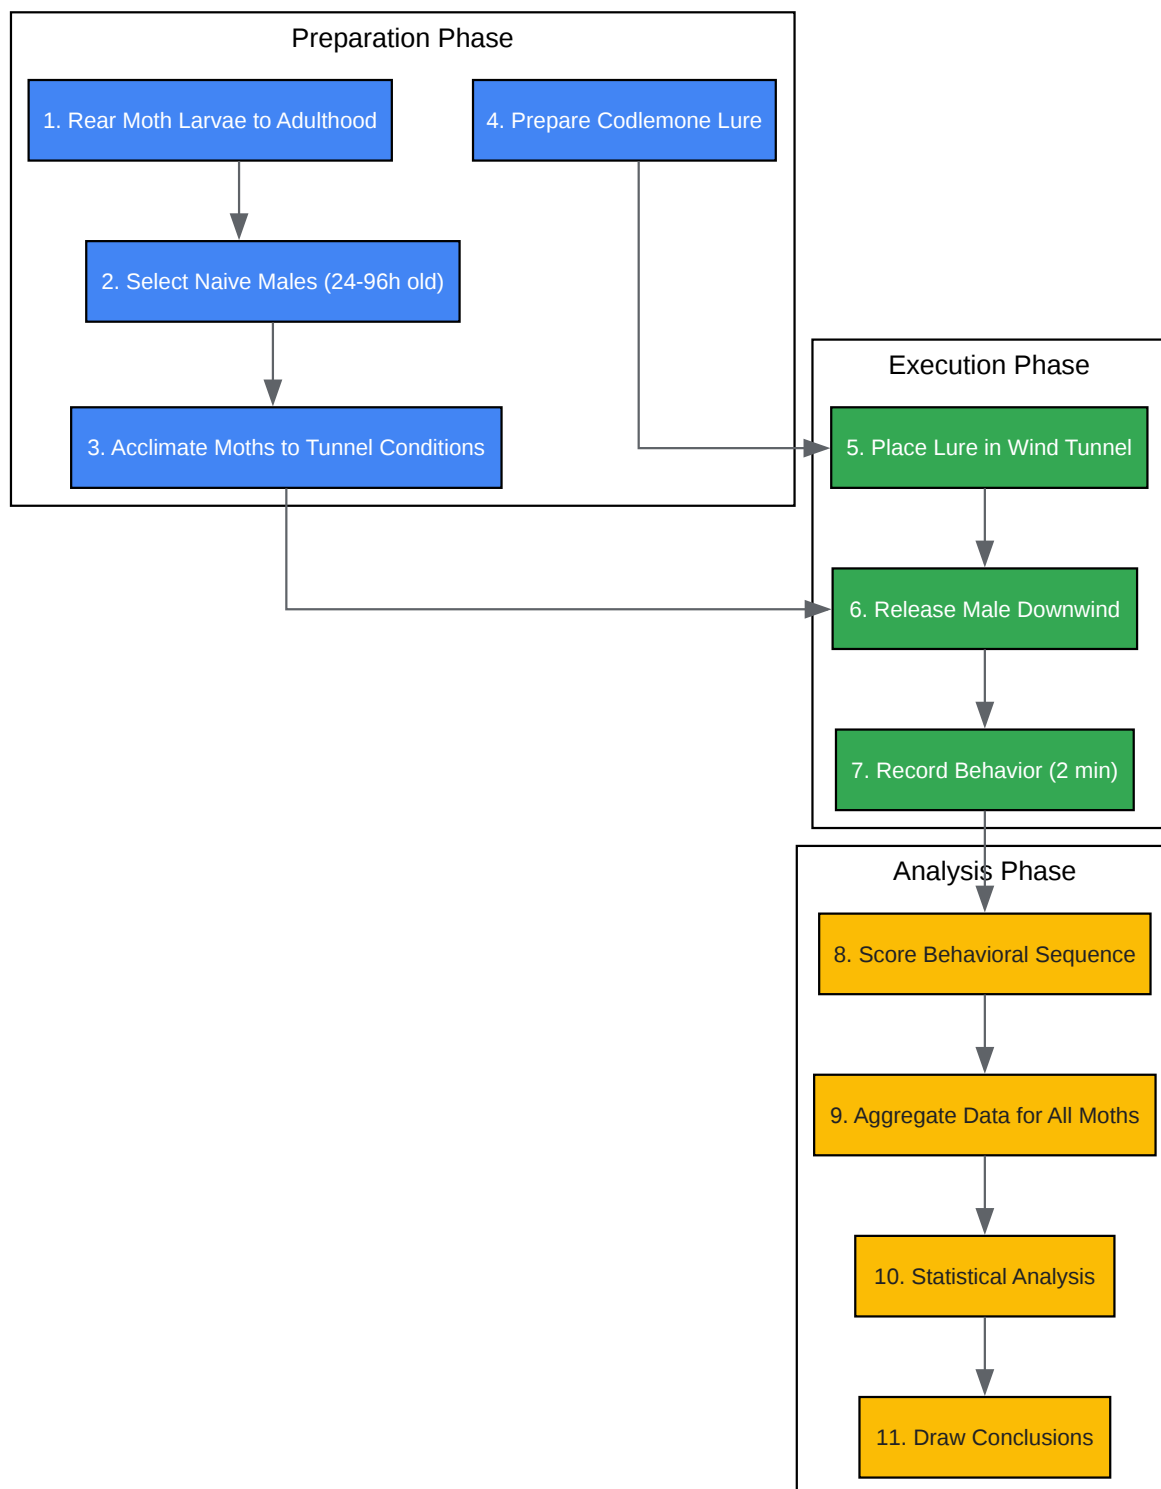 Preparation Phase
1. Rear Moth Larvae to Adulthood
4. Prepare Codlemone Lure
2. Select Naive Males (24-96h old)
3. Acclimate Moths to Tunnel Conditions
Execution Phase
5. Place Lure in Wind Tunnel
6. Release Male Downwind
7. Record Behavior (2 min)
Analysis Phase
8. Score Behavioral Sequence
9. Aggregate Data for All Moths
10. Statistical Analysis
11. Draw Conclusions